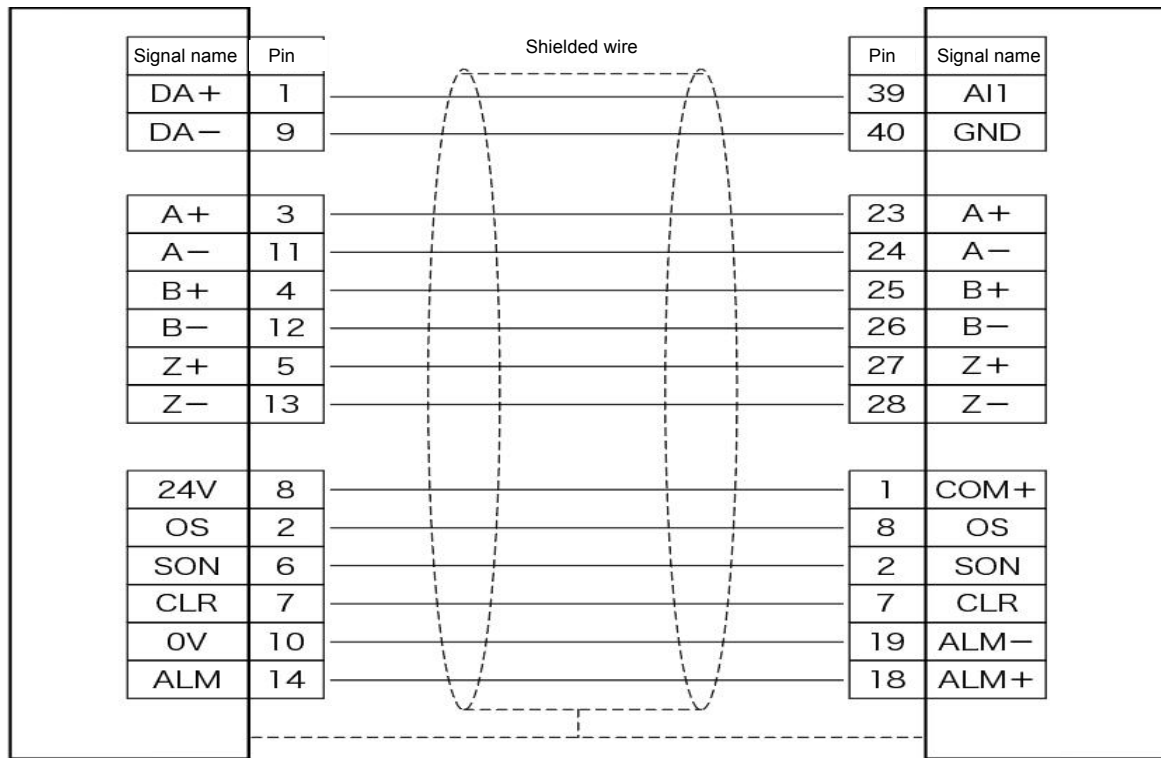 Shielded wire
Signal name Pin Pin Signal name
DA+ 1 39 AI1
DA− 9 40 GND
A+ 3 23 A+
A− 11 24 A−
B+ 4 25 B+
B− 12 26 B−
Z+ 5 27 Z+
Z− 13 28 Z−
24V 8 1 COM+
OS 2 8 OS
SON 6 2 SON
CLR 7 7 CLR
0V 10 19 ALM−
ALM 14 18 ALM+